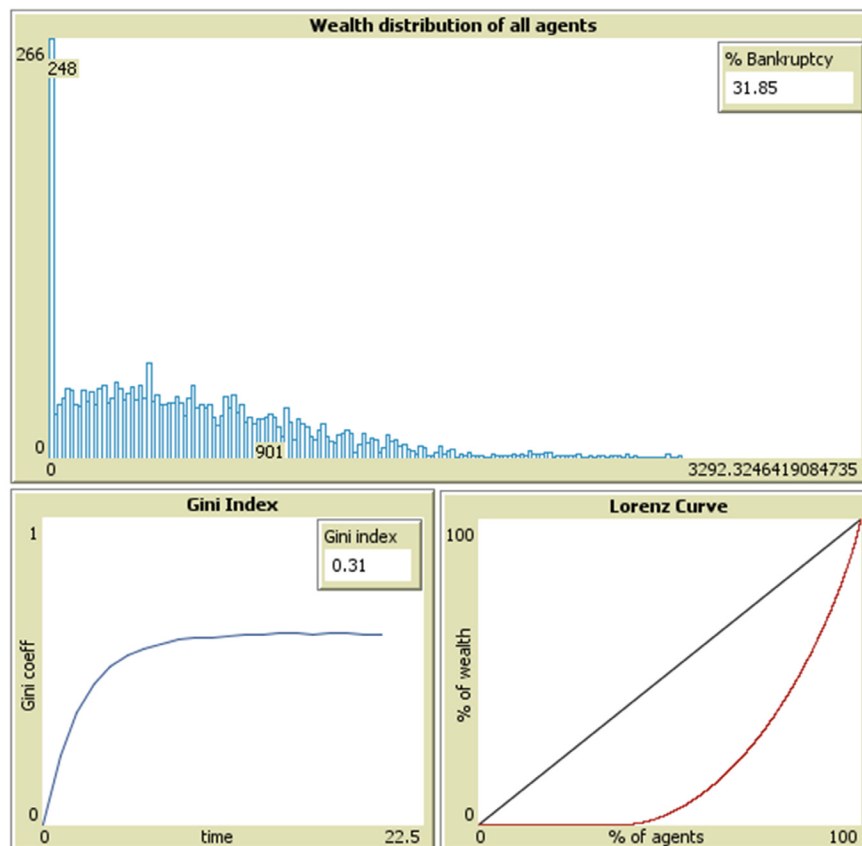 Wealth distribution of all agents
266
248
% Bankruptcy
31.85
901
0
0
3292.3246419084735
Gini Index
1
Gini index
0.31
Gini coeff
0
0
time
22.5
Lorenz Curve
100
% of wealth
0
0
% of agents
100